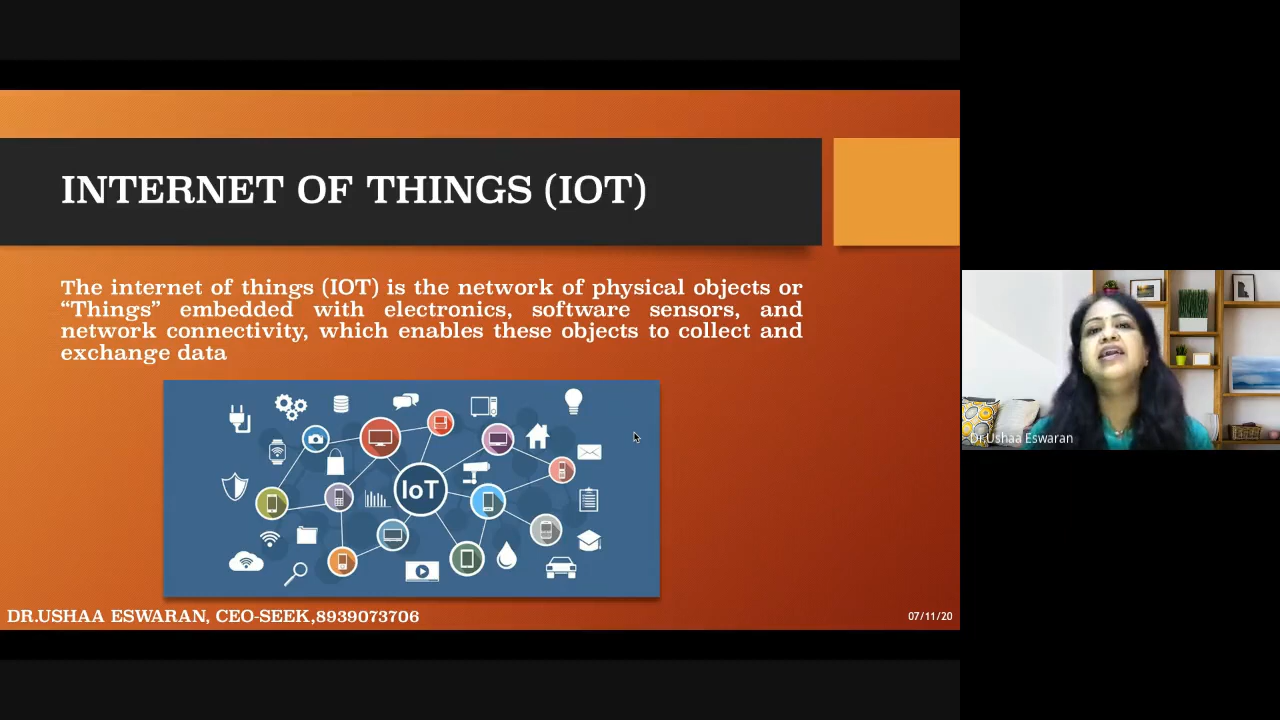 INTERNET OF THINGS (IOT)
The internet of things (IOT) is the network of physical objects or
“Things” embedded with electronics, software sensors, and
network connectivity, which enables these objects to collect and
exchange data
IoT
DR.USHAA ESWARAN, CEO-SEEK,8939073706
07/11/20
Dr.Ushaa Eswaran